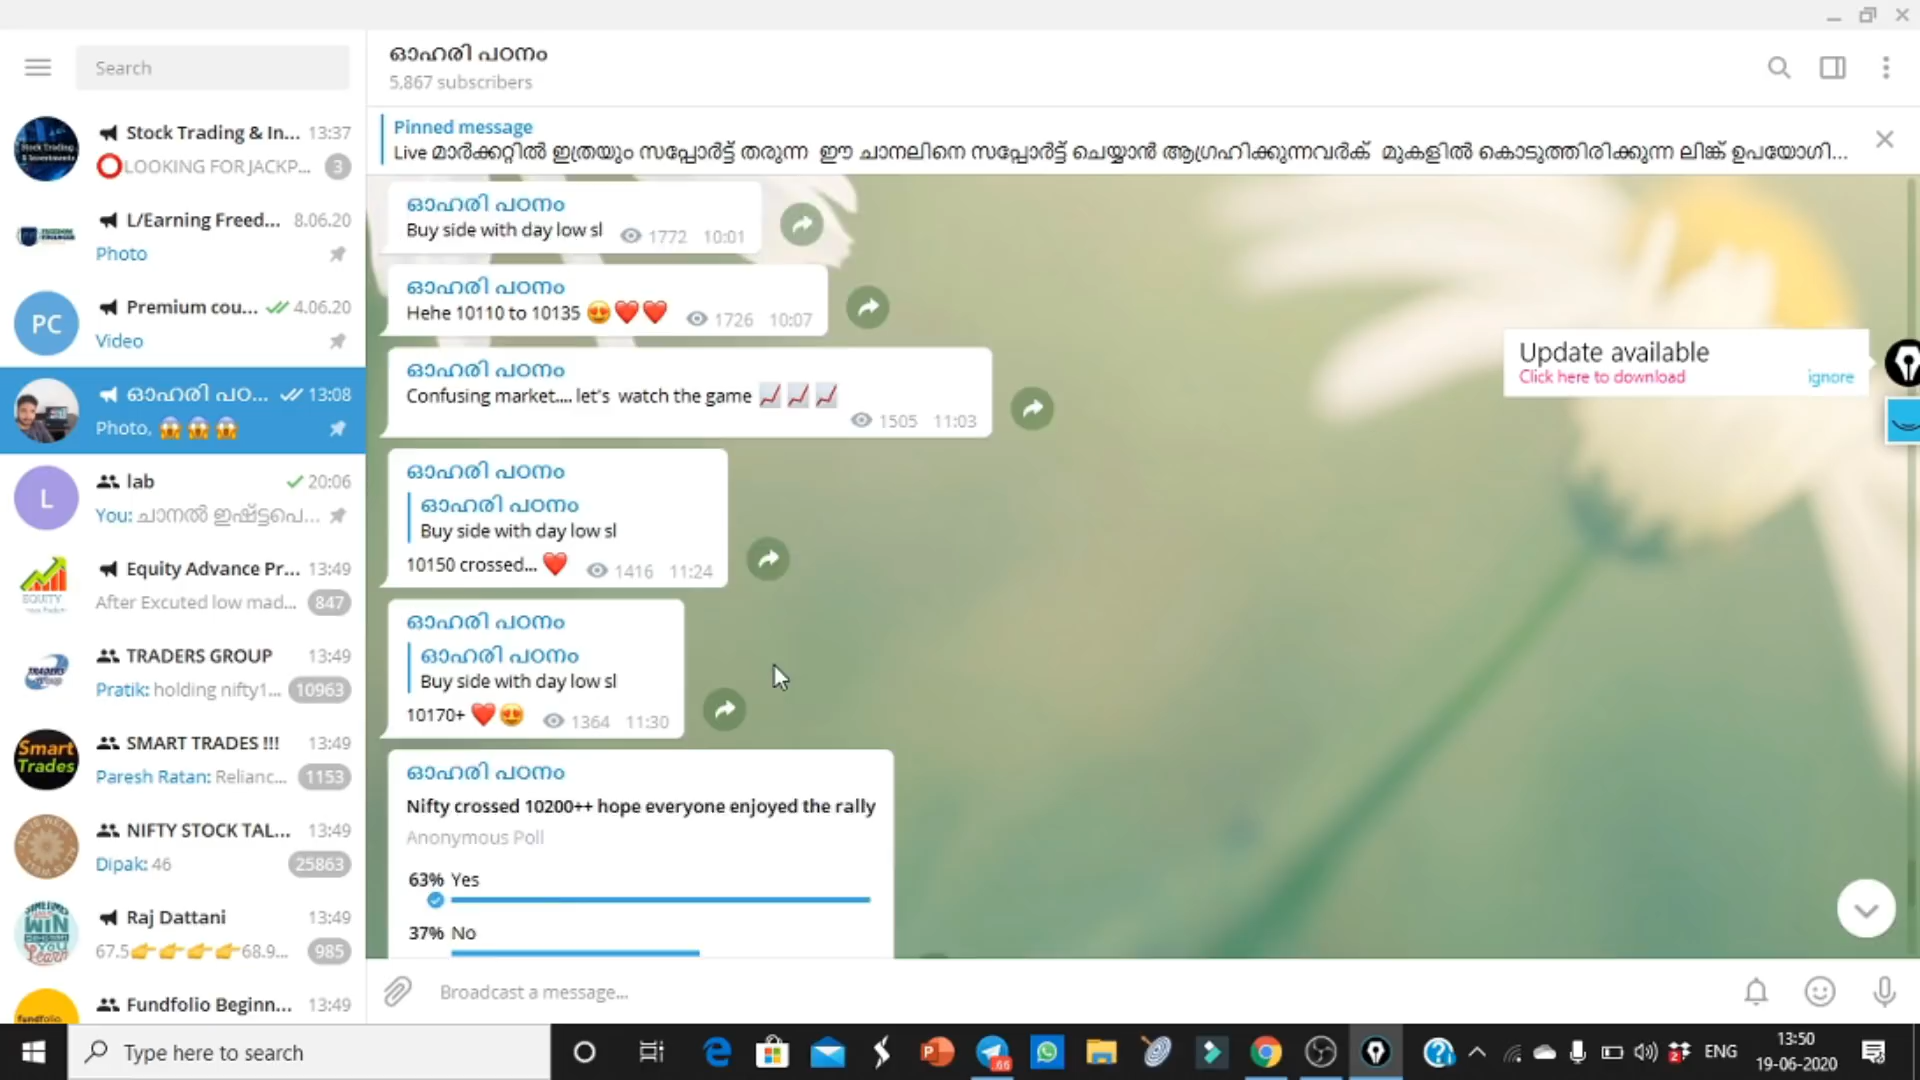 Search
Stock Trading & In... 13:37
LOOKING FOR JACKP... 3
L/Earning Freed... 8.06.20
Photo
PC
Premium cou... 4.06.20
Video
ഓഹരി പഠ... 13:08
Photo, 😱😱😱
L
lab 20:06
You: ചാനൽ ഇഷ്ട്ടപെ...
EQUITY
Equity Advance Pr... 13:49
After Excuted low mad... 847
TRADERS GROUP 13:49
Pratik: holding nifty1... 10963
Smart Trades
SMART TRADES !!! 13:49
Paresh Ratan: Relianc... 1153
NIFTY STOCK TAL... 13:49
Dipak: 46 25863
Raj Dattani 13:49
67.5👉👉👉👉68.9... 985
fundfolio
Fundfolio Beginn... 13:49
ഓഹരി പഠനം
5,867 subscribers
Pinned message
Live മാർക്കറ്റിൽ ഇത്രയും സപ്പോർട്ട് തരുന്ന ഈ ചാനലിനെ സപ്പോർട്ട് ചെയ്യാൻ ആഗ്രഹിക്കുന്നവർക് മുകളിൽ കൊടുത്തിരിക്കുന്ന ലിങ്ക് ഉപയോഗി...
ഓഹരി പഠനം
Buy side with day low sl 1772 10:01
ഓഹരി പഠനം
Hehe 10110 to 10135 😍❤️❤️ 1726 10:07
ഓഹരി പഠനം
Confusing market.... let's watch the game 📈📈📈
1505 11:03
ഓഹരി പഠനം
ഓഹരി പഠനം
Buy side with day low sl
10150 crossed... ❤️ 1416 11:24
ഓഹരി പഠനം
ഓഹരി പഠനം
Buy side with day low sl
10170+ ❤️😍 1364 11:30
ഓഹരി പഠനം
Nifty crossed 10200++ hope everyone enjoyed the rally
Anonymous Poll
63% Yes
37% No
Update available
Click here to download ignore
Broadcast a message...
Type here to search
66
ENG
13:50
19-06-2020